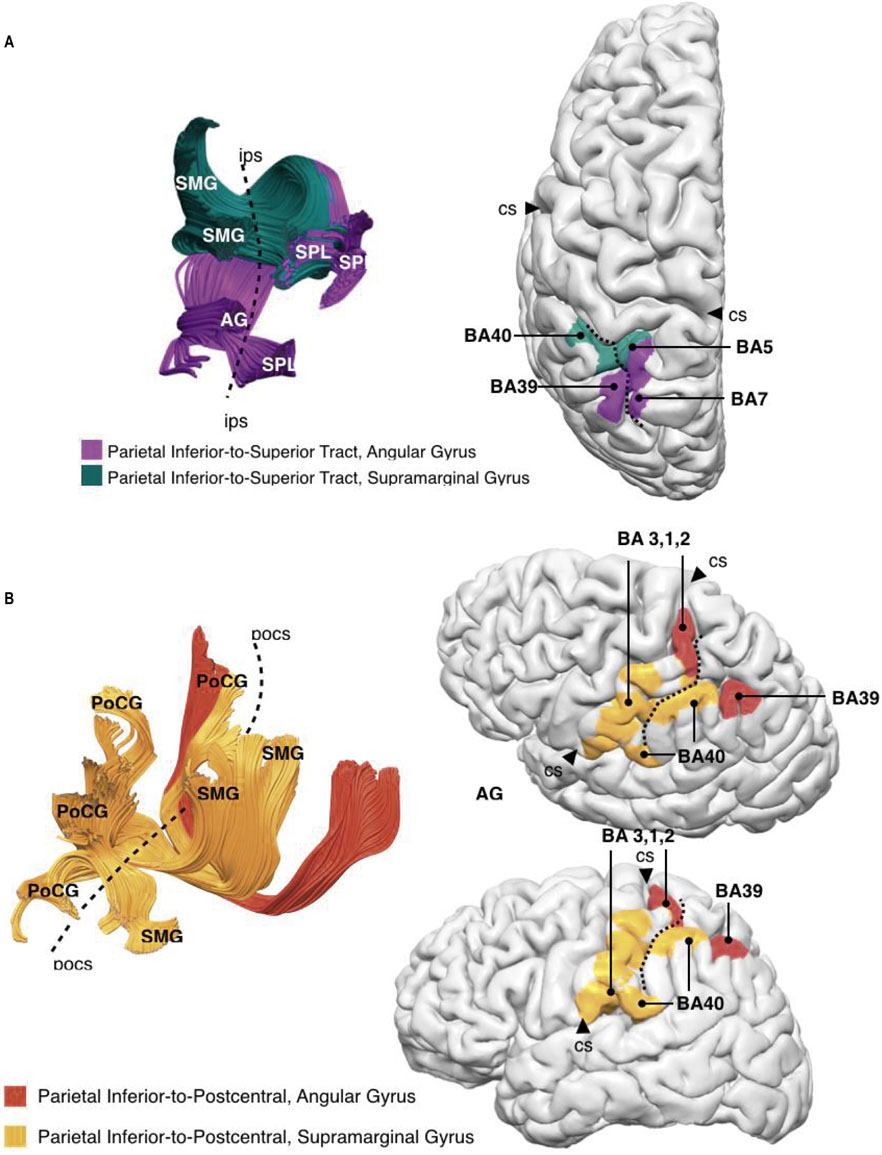 A
ips
SMG
SMG
SPL
SPL
AG
SPL
ips
cs
cs
BA40
BA5
BA39
BA7
Parietal Inferior-to-Superior Tract, Angular Gyrus
Parietal Inferior-to-Superior Tract, Supramarginal Gyrus
B
BA 3,1,2
cs
pocs
PoCG
PoCG
SMG
SMG
PoCG
PoCG
SMG
pocs
BA39
BA40
cs
AG
BA 3,1,2
cs
BA39
BA40
cs
Parietal Inferior-to-Postcentral, Angular Gyrus
Parietal Inferior-to-Postcentral, Supramarginal Gyrus